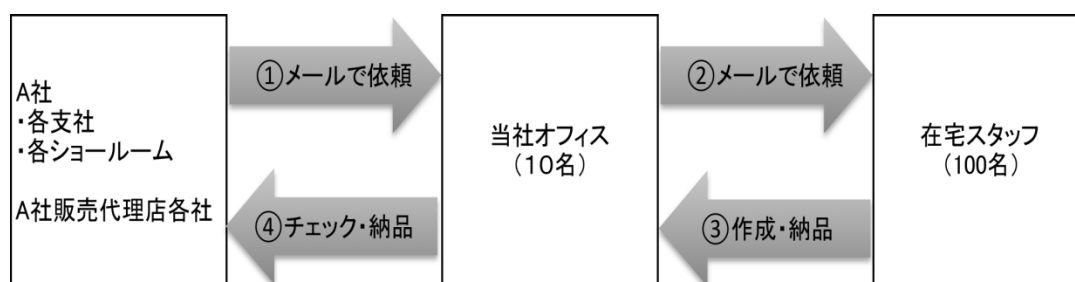 A社
・各支社
・各ショールーム
A社販売代理店各社
①メールで依頼
④チェック・納品
当社オフィス
（１０名）
②メールで依頼
③作成・納品
在宅スタッフ
（100名）